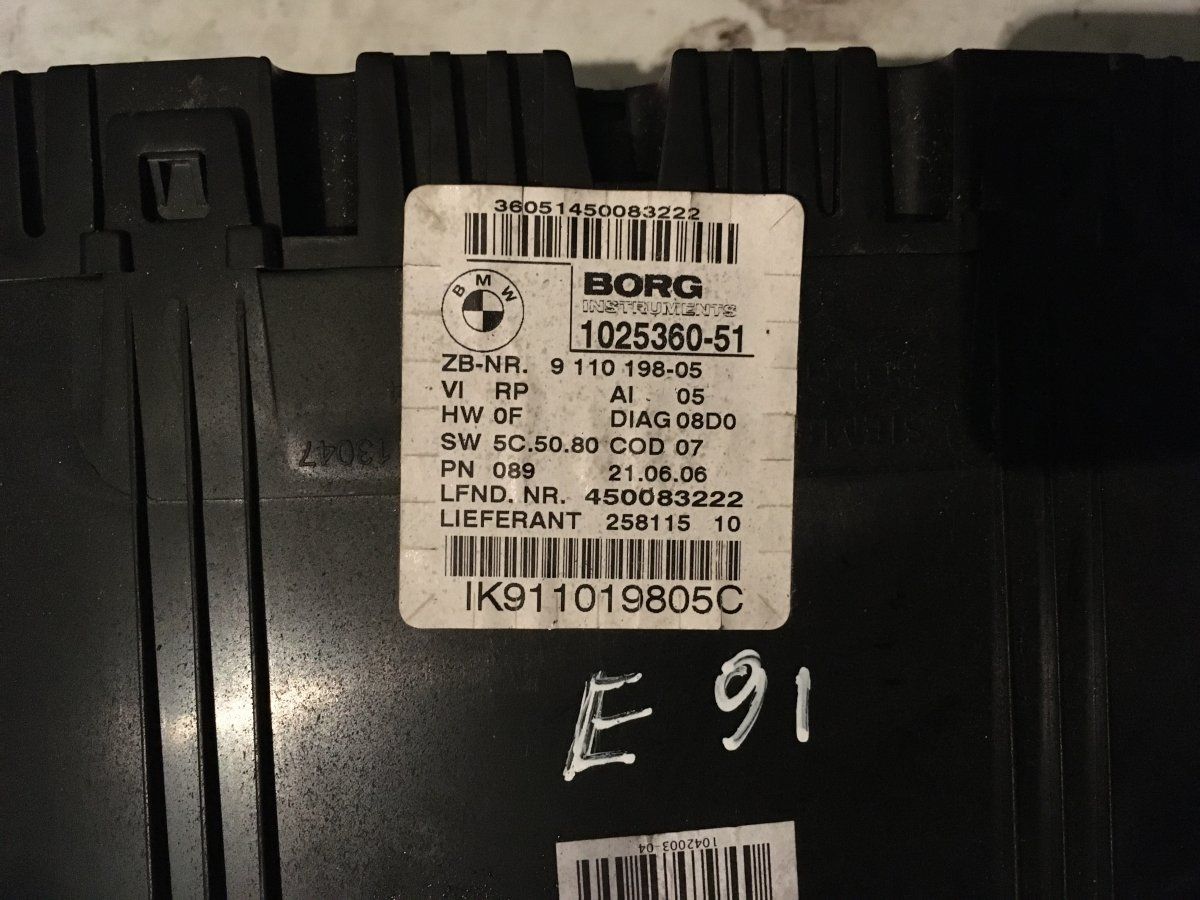 36051450083222
BMW
BORG
INSTRUMENTS
1025360-51
ZB-NR. 9 110 198-05
VI RP AI 05
HW 0F DIAG 08D0
SW 5C.50.80 COD 07
PN 089 21.06.06
LFND. NR. 450083222
LIEFERANT 258115 10
IK911019805C
13047
E 91
1042003-04